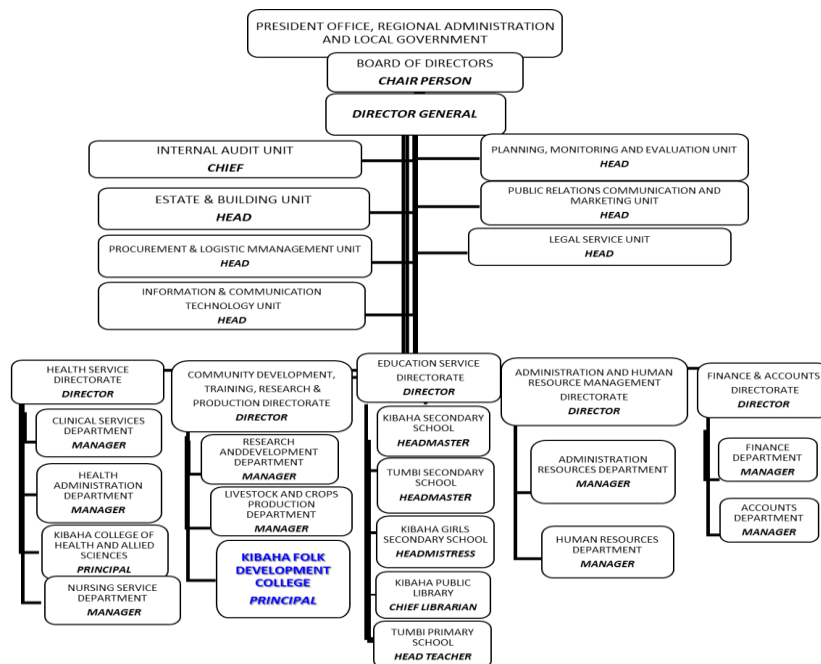 PRESIDENT OFFICE, REGIONAL ADMINISTRATION
AND LOCAL GOVERNMENT
BOARD OF DIRECTORS
CHAIR PERSON
DIRECTOR GENERAL
INTERNAL AUDIT UNIT
CHIEF
ESTATE & BUILDING UNIT
HEAD
PROCUREMENT & LOGISTIC MMANAGEMENT UNIT
HEAD
INFORMATION & COMMUNICATION
TECHNOLOGY UNIT
HEAD
PLANNING, MONITORING AND EVALUATION UNIT
HEAD
PUBLIC RELATIONS COMMUNICATION AND
MARKETING UNIT
HEAD
LEGAL SERVICE UNIT
HEAD
HEALTH SERVICE
DIRECTORATE
DIRECTOR
CLINICAL SERVICES
DEPARTMENT
MANAGER
HEALTH
ADMINISTRATION
DEPARTMENT
MANAGER
KIBAHA COLLEGE OF
HEALTH AND ALLIED
SCIENCES
PRINCIPAL
NURSING SERVICE
DEPARTMENT
MANAGER
COMMUNITY DEVELOPMENT,
TRAINING, RESEARCH &
PRODUCTION DIRECTORATE
DIRECTOR
RESEARCH
ANDDEVELOPMENT
DEPARTMENT
MANAGER
LIVESTOCK AND CROPS
PRODUCTION
DEPARTMENT
MANAGER
KIBAHA FOLK
DEVELOPMENT
COLLEGE
PRINCIPAL
EDUCATION SERVICE
DIRECTORATE
DIRECTOR
KIBAHA SECONDARY
SCHOOL
HEADMASTER
TUMBI SECONDARY
SCHOOL
HEADMASTER
KIBAHA GIRLS
SECONDARY SCHOOL
HEADMISTRESS
KIBAHA PUBLIC
LIBRARY
CHIEF LIBRARIAN
TUMBI PRIMARY
SCHOOL
HEAD TEACHER
ADMINISTRATION AND HUMAN
RESOURCE MANAGEMENT
DIRECTORATE
DIRECTOR
ADMINISTRATION
RESOURCES DEPARTMENT
MANAGER
HUMAN RESOURCES
DEPARTMENT
MANAGER
FINANCE & ACCOUNTS
DIRECTORATE
DIRECTOR
FINANCE
DEPARTMENT
MANAGER
ACCOUNTS
DEPARTMENT
MANAGER